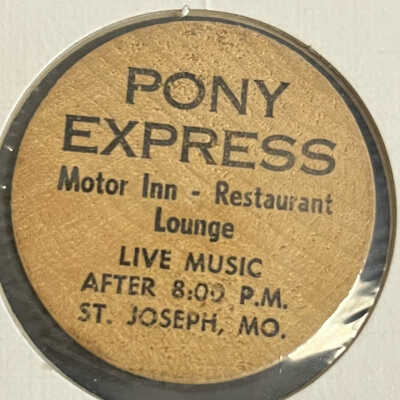 PONY
EXPRESS
Motor Inn - Restaurant
Lounge
LIVE MUSIC
AFTER 8:00 P.M.
ST. JOSEPH, MO.